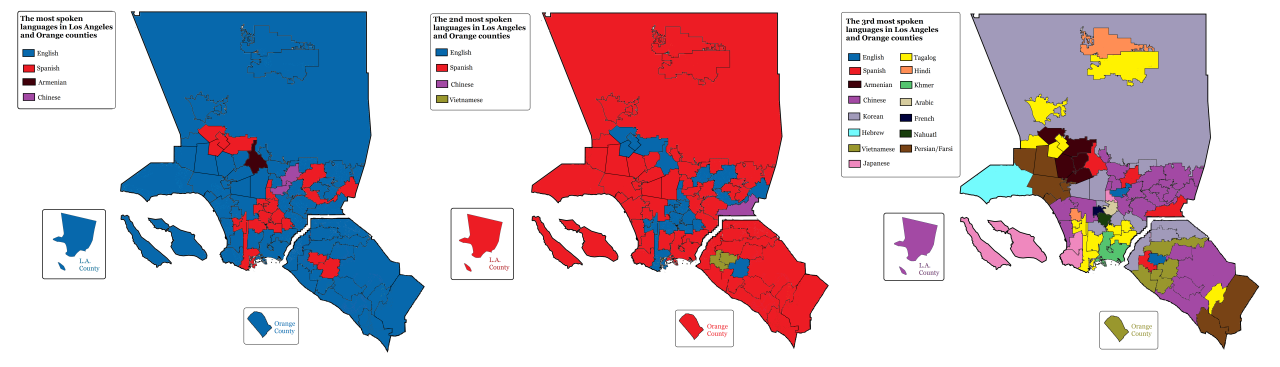 The most spoken
languages in Los Angeles
and Orange counties
English
Spanish
Armenian
Chinese
L.A.
County
Orange
County
The 2nd most spoken
languages in Los Angeles
and Orange counties
English
Spanish
Chinese
Vietnamese
L.A.
County
Orange
County
The 3rd most spoken
languages in Los Angeles
and Orange counties
English
Spanish
Armenian
Chinese
Korean
Hebrew
Vietnamese
Japanese
Tagalog
Hindi
Khmer
Arabic
French
Nahuatl
Persian/Farsi
L.A.
County
Orange
County